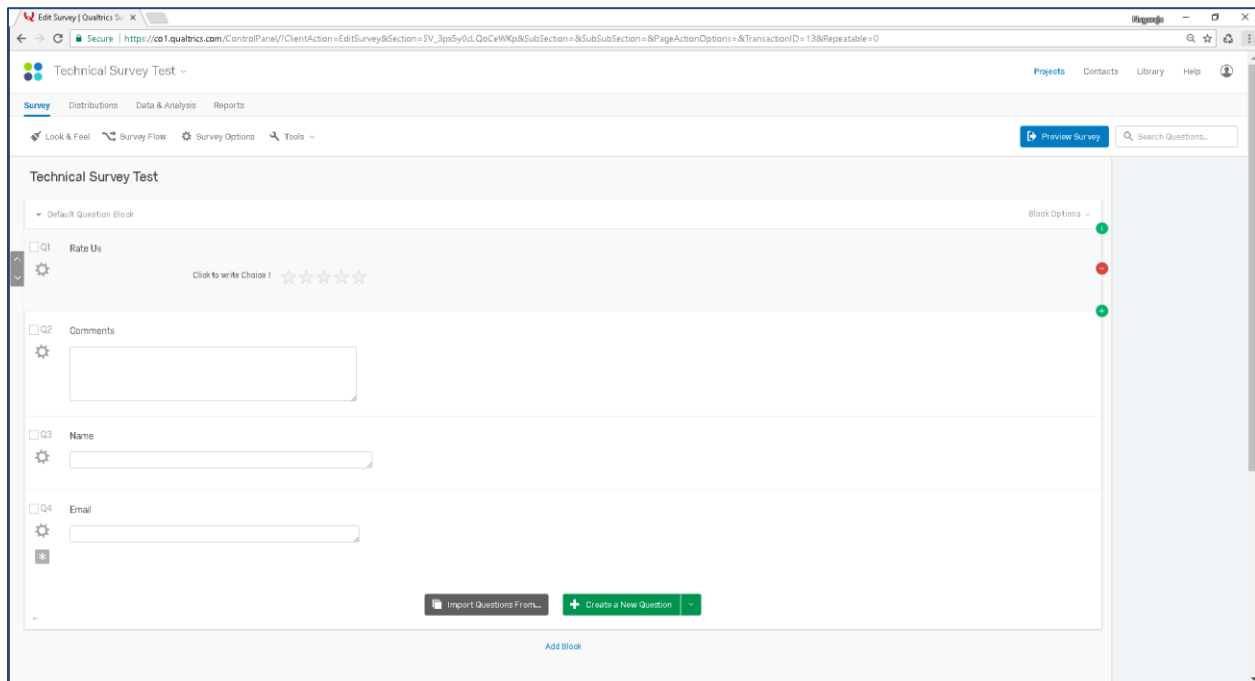 Edit Survey | Qualtrics Su
Secure | https://co1.qualtrics.com/ControlPanel/?ClientAction=EditSurvey&Section=SV_3px5y0cLQoCeWKp&SubSection=&SubSubSection=&PageActionOptions=&TransactionID=13&Repeatable=0
Technical Survey Test
Projects Contacts Library Help
Survey Distributions Data & Analysis Reports
Look & Feel Survey Flow Survey Options Tools Preview Survey Search Questions...
Technical Survey Test
Default Question Block Block Options
Q1 Rate Us
Click to write Choice 1
Q2 Comments
Q3 Name
Q4 Email
Import Questions From... Create a New Question
Add Block